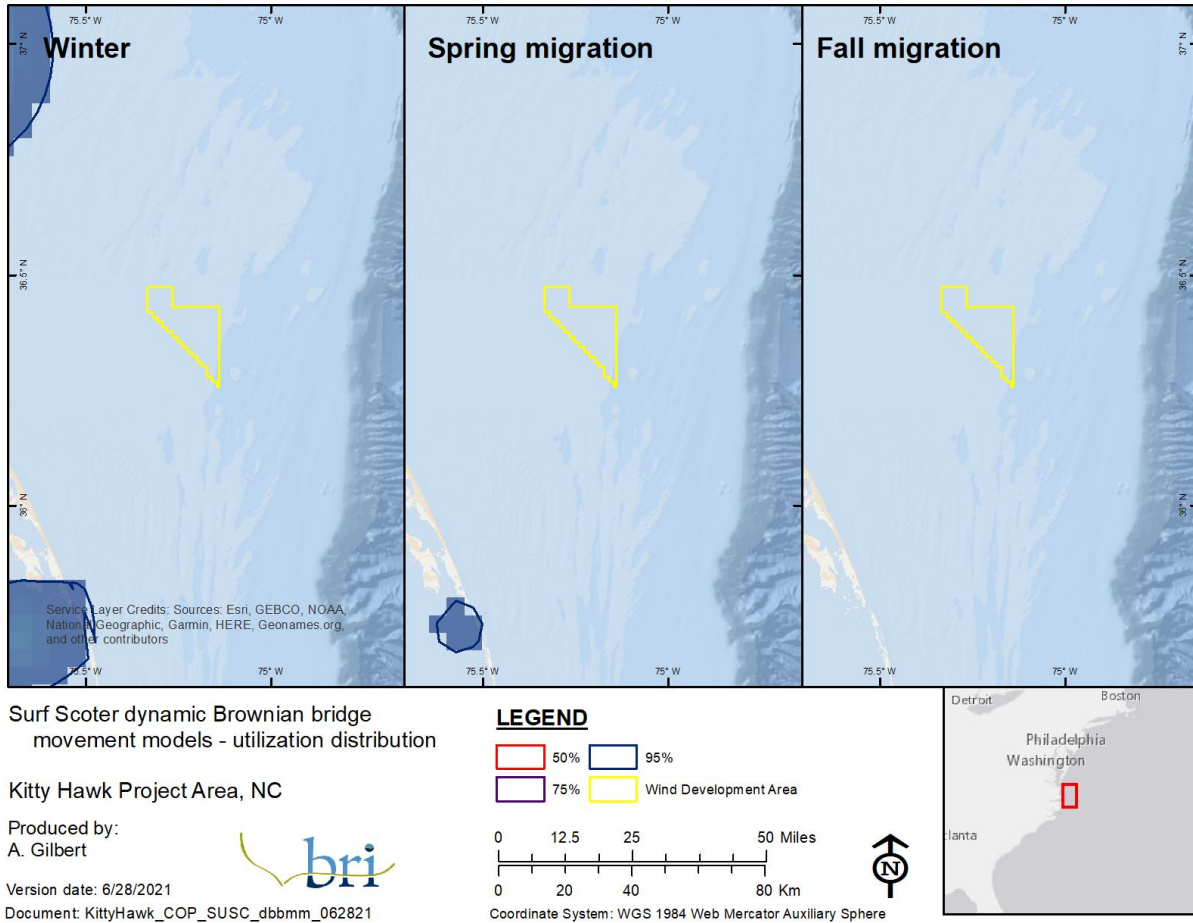 75.5° W
75° W
75.5° W
75° W
75.5° W
75° W
37° N
Winter
Spring migration
Fall migration
37° N
36.5° N
36.5° N
36° N
36° N
Service Layer Credits: Sources: Esri, GEBCO, NOAA,
National Geographic, Garmin, HERE, Geonames.org,
and other contributors
75.5° W
75° W
75.5° W
75° W
75.5° W
75° W
Surf Scoter dynamic Brownian bridge
movement models - utilization distribution
Kitty Hawk Project Area, NC
Produced by:
A. Gilbert
bri
Version date: 6/28/2021
Document: KittyHawk_COP_SUSC_dbbmm_062821
LEGEND
50%
95%
75%
Wind Development Area
0 12.5 25 50 Miles
0 20 40 80 Km
N
Coordinate System: WGS 1984 Web Mercator Auxiliary Sphere
Detroit
Boston
Philadelphia
Washington
tlanta